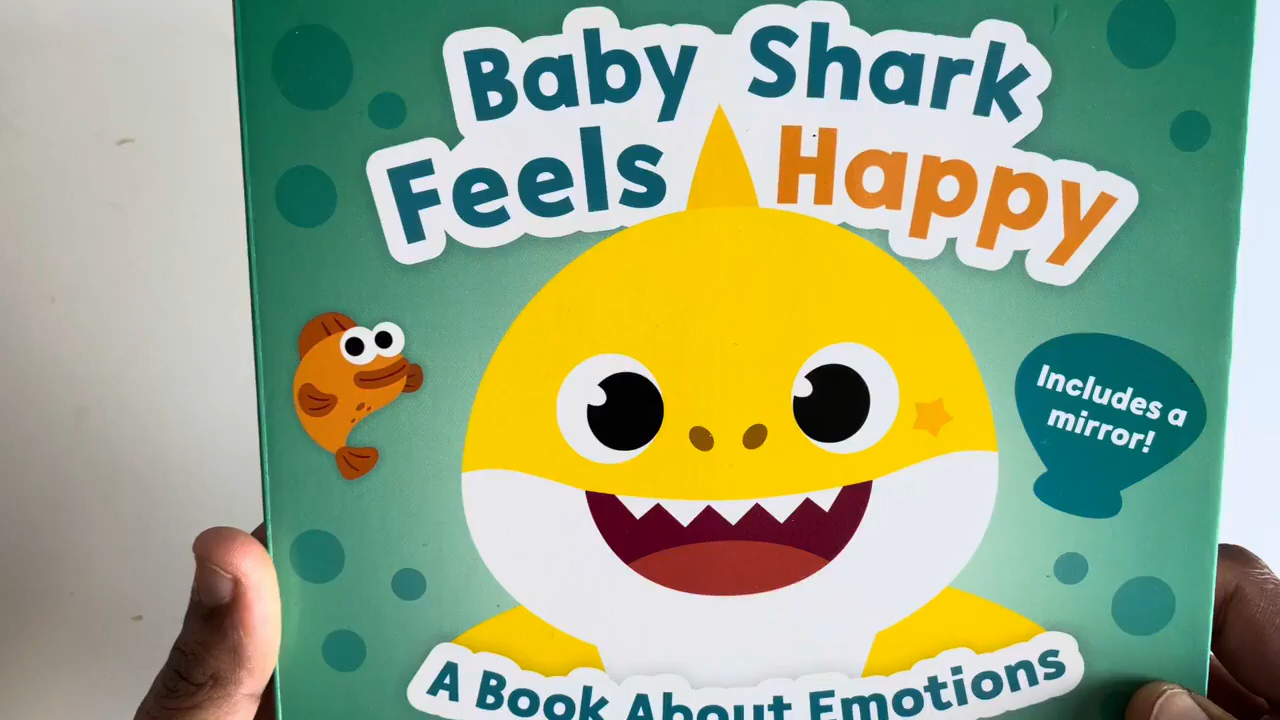 Baby Shark
Feels Happy
Includes a
mirror!
A Book About Emotions